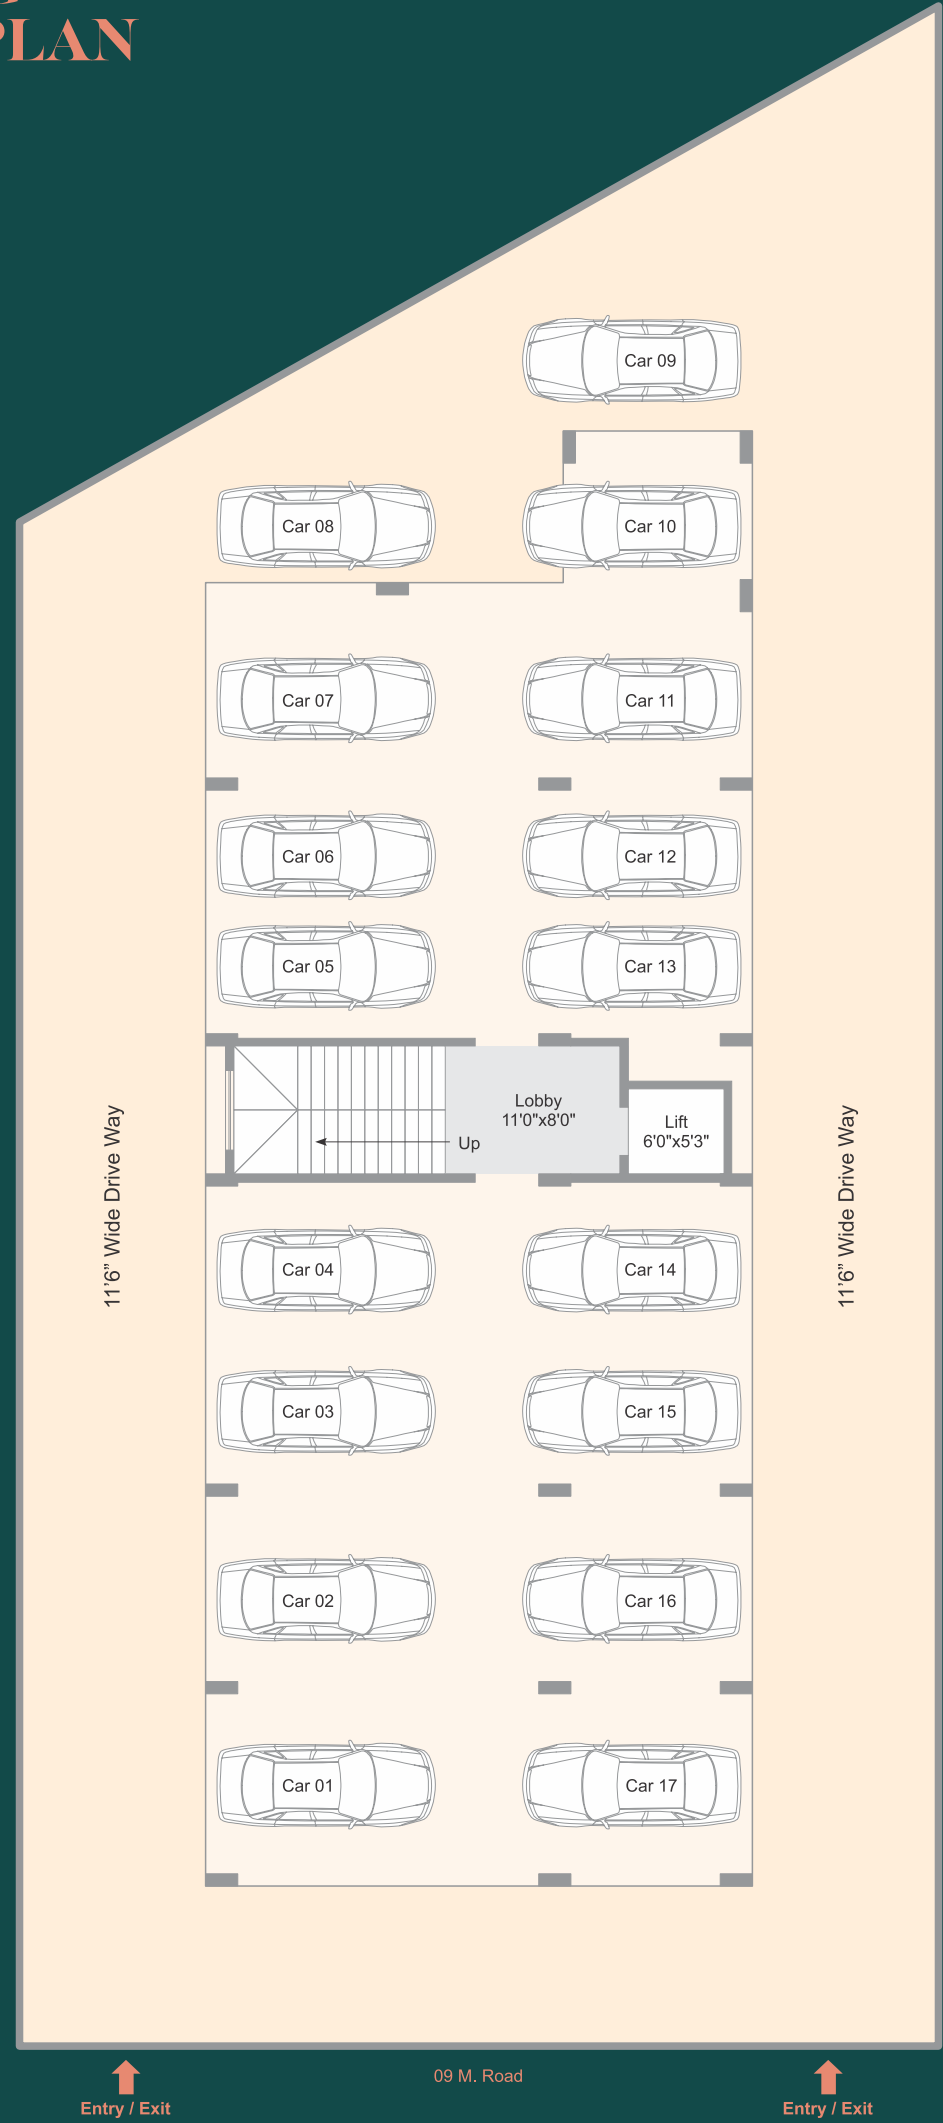 PLAN
Car 09
Car 08
Car 10
Car 07
Car 11
Car 06
Car 12
Car 05
Car 13
Lobby
11'0"x8'0"
Up
Lift
6'0"x5'3"
11’6” Wide Drive Way
11’6” Wide Drive Way
Car 04
Car 14
Car 03
Car 15
Car 02
Car 16
Car 01
Car 17
09 M. Road
Entry / Exit
Entry / Exit